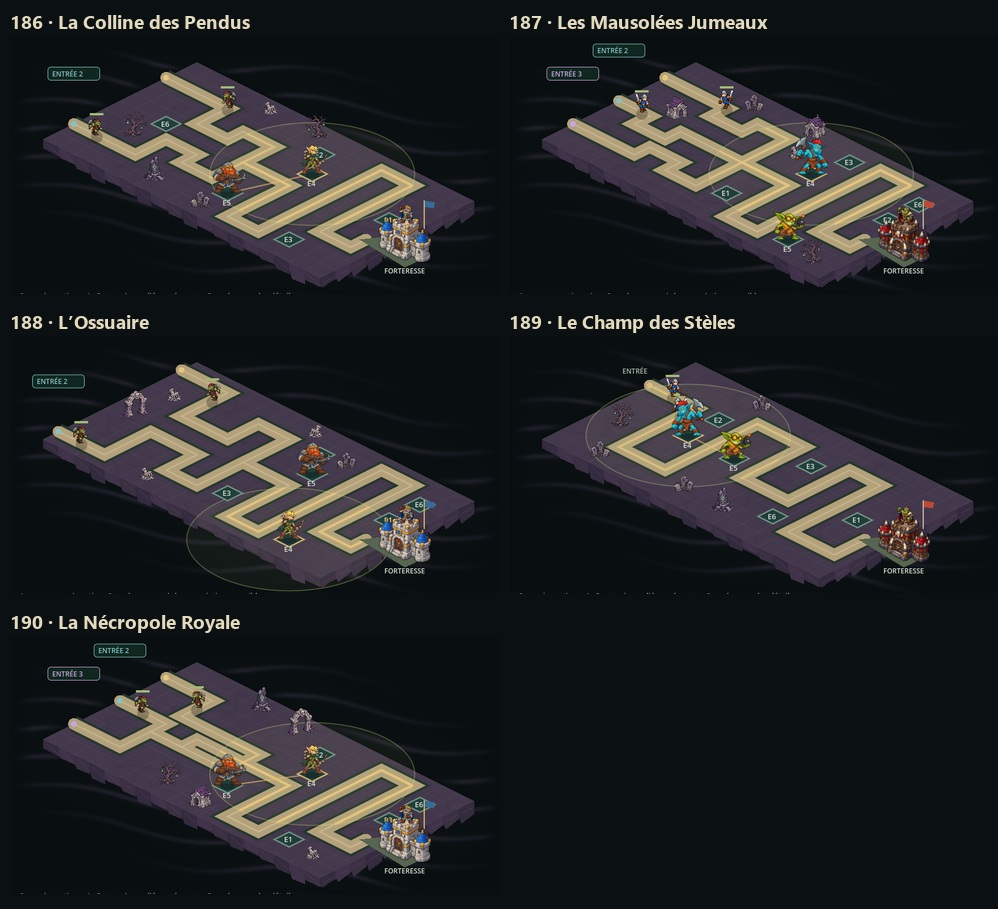 186 · La Colline des Pendus
187 · Les Mausolées Jumeaux
ENTRÉE 2
E6
E4
E5
E3
FORTERESSE
ENTRÉE 2
ENTRÉE 3
E3
E4
E1
E6
E5
FORTERESSE
188 · L’Ossuaire
189 · Le Champ des Stèles
ENTRÉE 2
E5
E3
E6
E4
FORTERESSE
ENTRÉE
E2
E4
E5
E3
E6
E1
FORTERESSE
190 · La Nécropole Royale
ENTRÉE 2
ENTRÉE 3
E4
E5
E6
E1
FORTERESSE